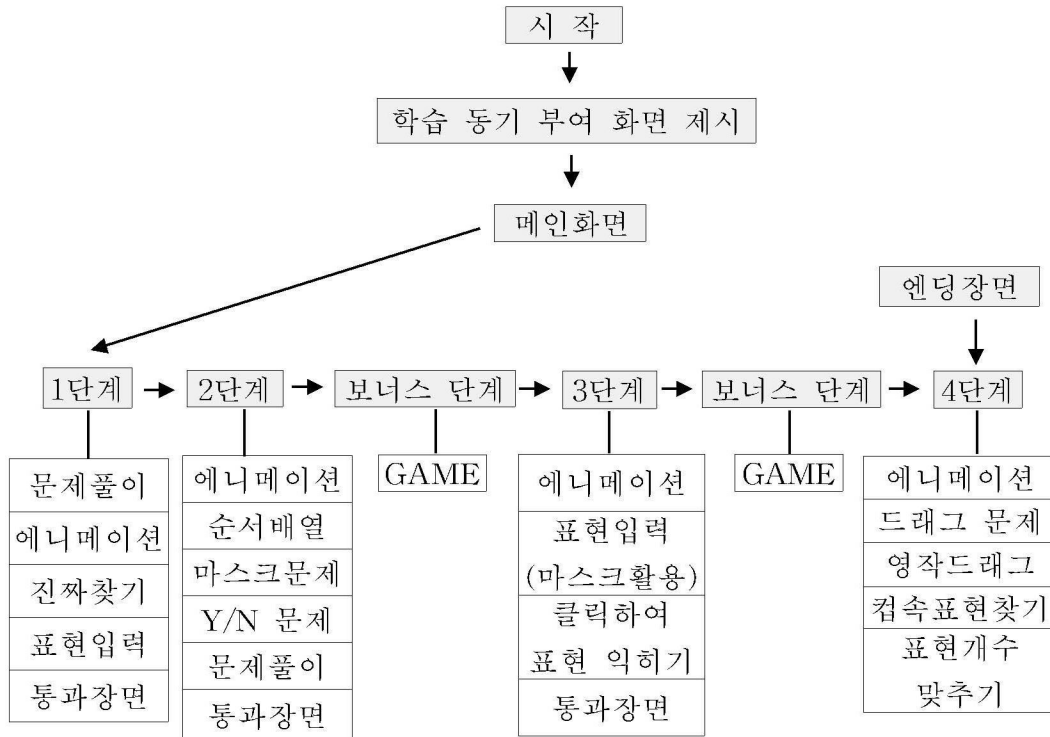 시 작
학습 동기 부여 화면 제시
메인화면
엔딩장면
1단계
2단계
보너스 단계
3단계
보너스 단계
4단계
문제풀이
에니메이션
진짜찾기
표현입력
통과장면
에니메이션
순서배열
마스크문제
Y/N 문제
문제풀이
통과장면
GAME
에니메이션
표현입력
(마스크활용)
클릭하여
표현 익히기
통과장면
GAME
에니메이션
드래그 문제
영작드래그
컵속표현찾기
표현개수
맞추기